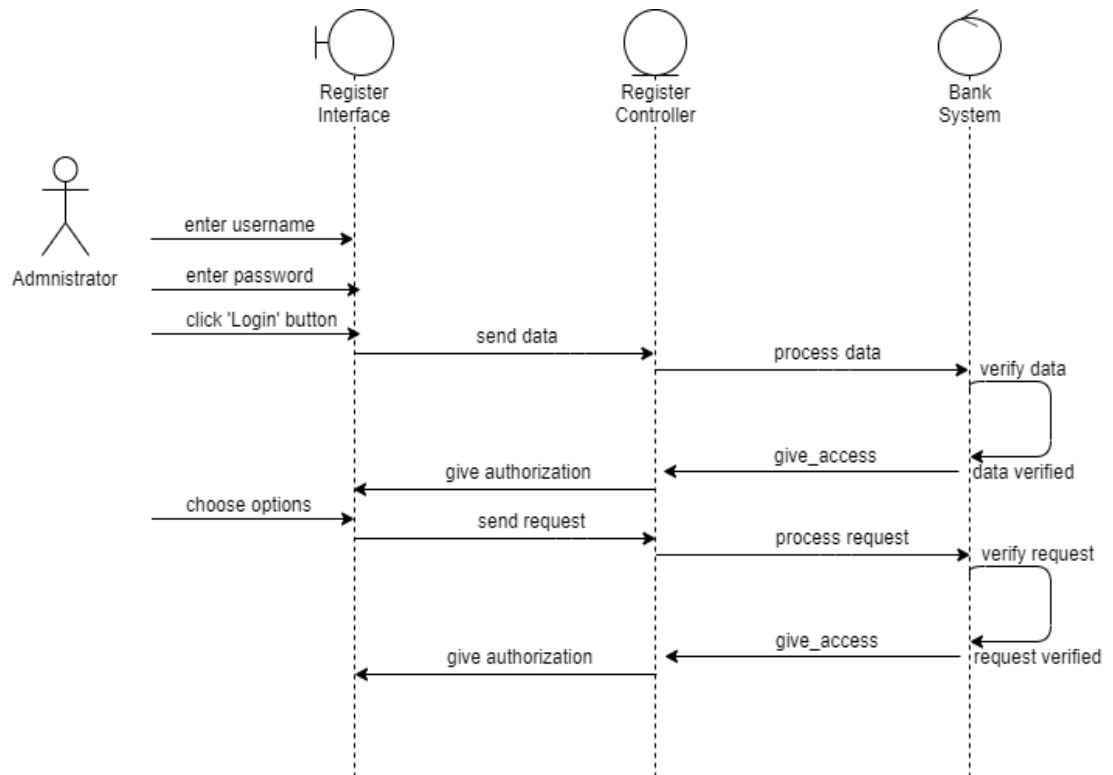 Register
Interface
Register
Controller
Bank
System
Admnistrator
enter username
enter password
click 'Login' button
send data
process data
verify data
give_access
data verified
give authorization
choose options
send request
process request
verify request
give_access
request verified
give authorization